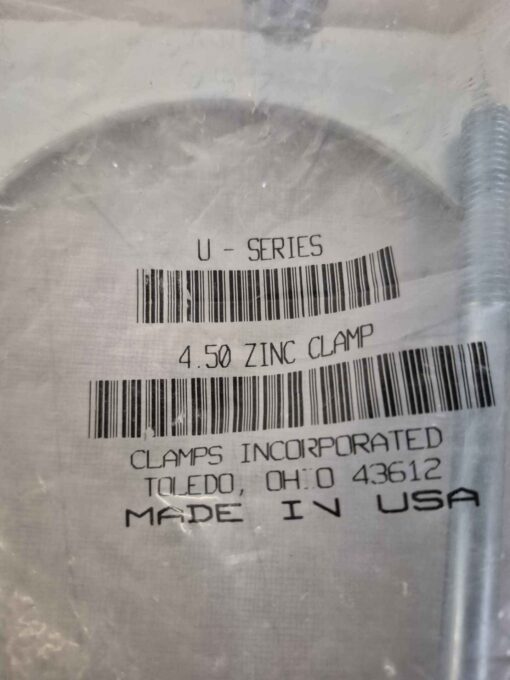 U - SERIES
4.50 ZINC CLAMP
CLAMPS INCORPORATED
TOLEDO, OHIO 43612
MADE IN USA